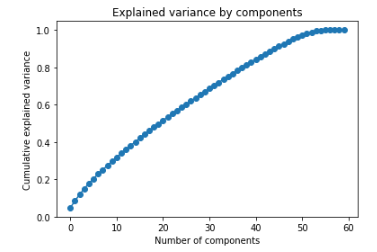 Explained variance by components
1.0
0.8
0.6
0.4
0.2
0.0
Cumulative explained variance
0 10 20 30 40 50 60
Number of components